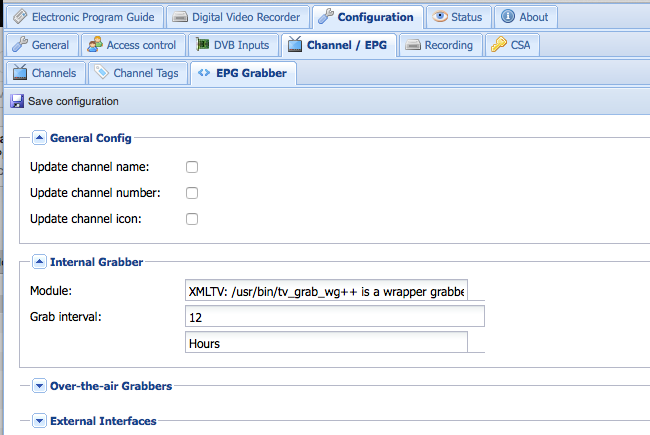 Electronic Program Guide Digital Video Recorder Configuration Status About
General Access control DVB Inputs Channel / EPG Recording CSA
Channels Channel Tags EPG Grabber
Save configuration
General Config
Update channel name:
Update channel number:
Update channel icon:
Internal Grabber
Module: XMLTV: /usr/bin/tv_grab_wg++ is a wrapper grabbe
Grab interval: 12
Hours
Over-the-air Grabbers
External Interfaces